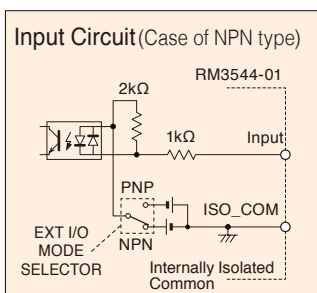 Input Circuit (Case of NPN type)
RM3544-01
2kΩ
1kΩ
Input
PNP
ISO_COM
EXT I/O
MODE
SELECTOR
NPN
Internally Isolated
Common